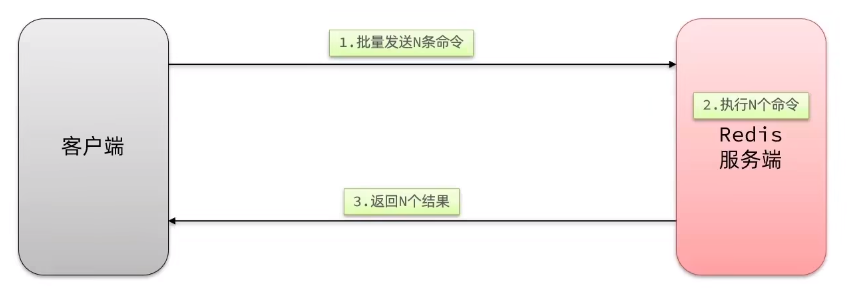 1.批量发送N条命令
客户端
2.执行N个命令
Redis
服务端
3.返回N个结果